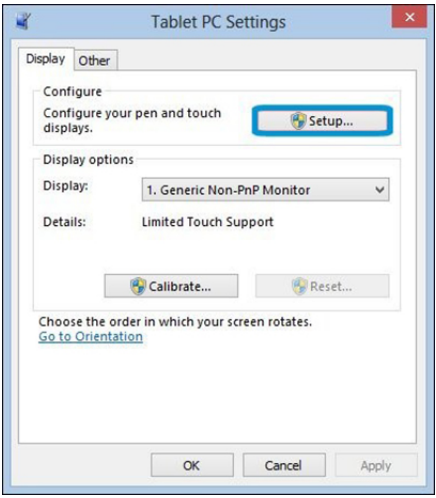 Tablet PC Settings
Display Other
Configure
Configure your pen and touch
displays.
Setup...
Display options
Display: 1. Generic Non-PnP Monitor
Details: Limited Touch Support
Calibrate... Reset...
Choose the order in which your screen rotates.
Go to Orientation
OK Cancel Apply